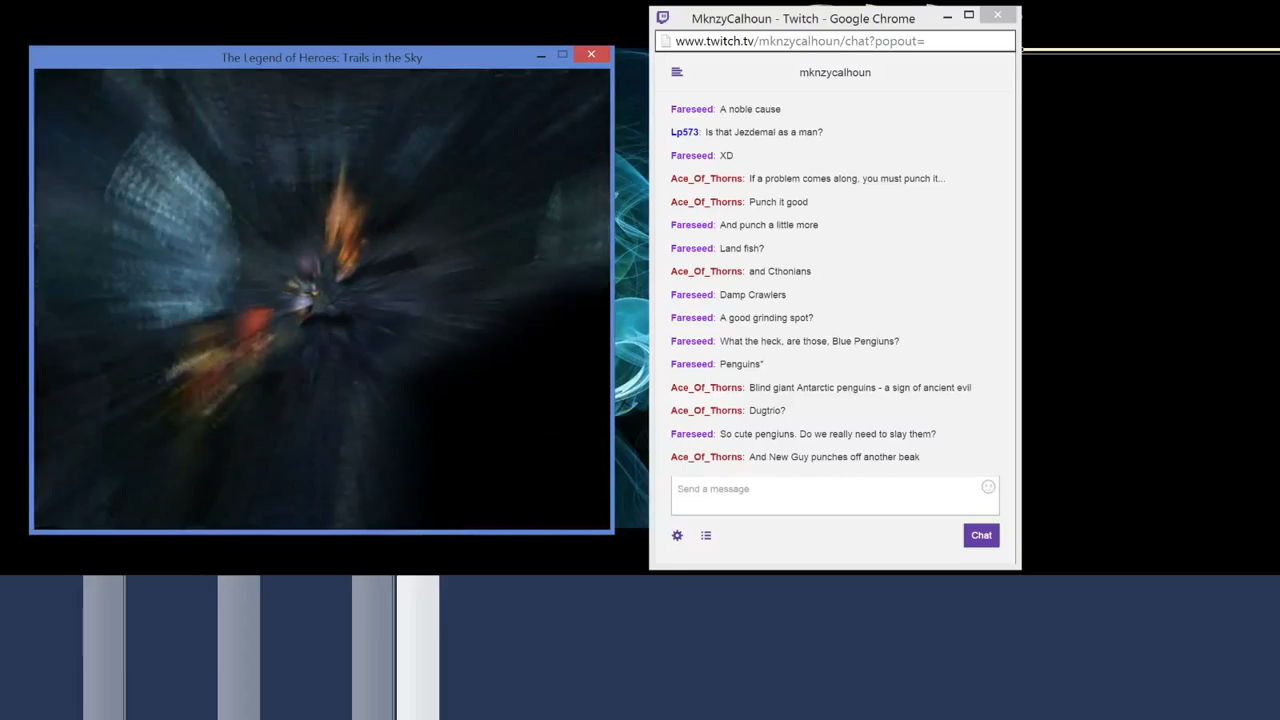 MknzyCalhoun - Twitch - Google Chrome
www.twitch.tv/mknzycalhoun/chat?popout=
The Legend of Heroes: Trails in the Sky
mknzycalhoun
Fareseed: A noble cause
Lp573: Is that Jezdemal as a man?
Fareseed: XD
Ace_Of_Thorns: If a problem comes along, you must punch it...
Ace_Of_Thorns: Punch it good
Fareseed: And punch a little more
Fareseed: Land fish?
Ace_Of_Thorns: and Cthonians
Fareseed: Damp Crawlers
Fareseed: A good grinding spot?
Fareseed: What the heck, are those, Blue Pengiuns?
Fareseed: Penguins*
Ace_Of_Thorns: Blind giant Antarctic penguins - a sign of ancient evil
Ace_Of_Thorns: Dugtrio?
Fareseed: So cute pengiuns. Do we really need to slay them?
Ace_Of_Thorns: And New Guy punches off another beak
Send a message
Chat